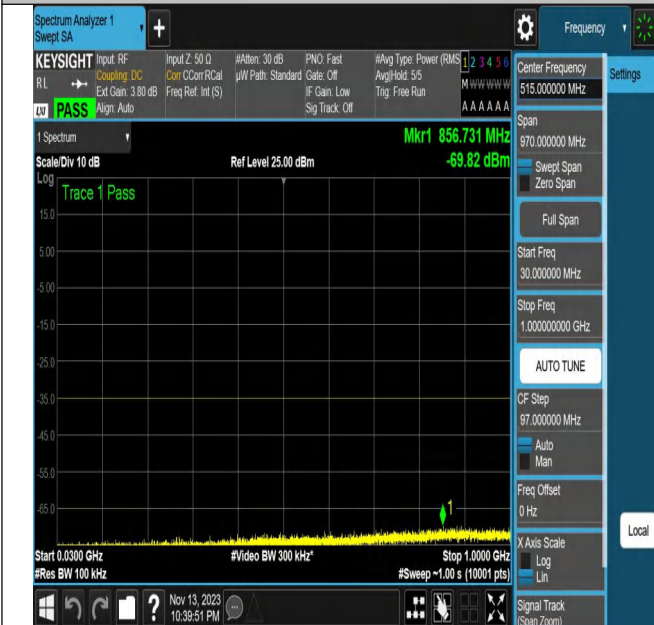 Spectrum Analyzer 1
Swept SA
+
Frequency
KEYSIGHT
RL
LXI PASS
Input: RF
Coupling: DC
Ext Gain: 3.80 dB
Align: Auto
Input Z: 50 Ω
Corr CCorr RCal
Freq Ref: Int (S)
#Atten: 30 dB
µW Path: Standard
PNO: Fast
Gate: Off
IF Gain: Low
Sig Track: Off
#Avg Type: Power (RMS
Avg|Hold: 5/5
Trig: Free Run
1 2 3 4 5 6
M W W W W W
A A A A A A
1 Spectrum
Scale/Div 10 dB
Ref Level 25.00 dBm
Mkr1 856.731 MHz
-69.82 dBm
Log
Trace 1 Pass
15.0
5.00
-5.00
-15.0
-25.0
-35.0
-45.0
-55.0
-65.0
1
Start 0.0300 GHz
#Res BW 100 kHz
#Video BW 300 kHz*
Stop 1.0000 GHz
#Sweep ~1.00 s (10001 pts)
Nov 13, 2023
10:39:51 PM
?
Center Frequency
515.000000 MHz
Settings
Span
970.000000 MHz
Swept Span
Zero Span
Full Span
Start Freq
30.000000 MHz
Stop Freq
1.000000000 GHz
AUTO TUNE
CF Step
97.000000 MHz
Auto
Man
Freq Offset
0 Hz
Local
X Axis Scale
Log
Lin
Signal Track
(Span Zoom)